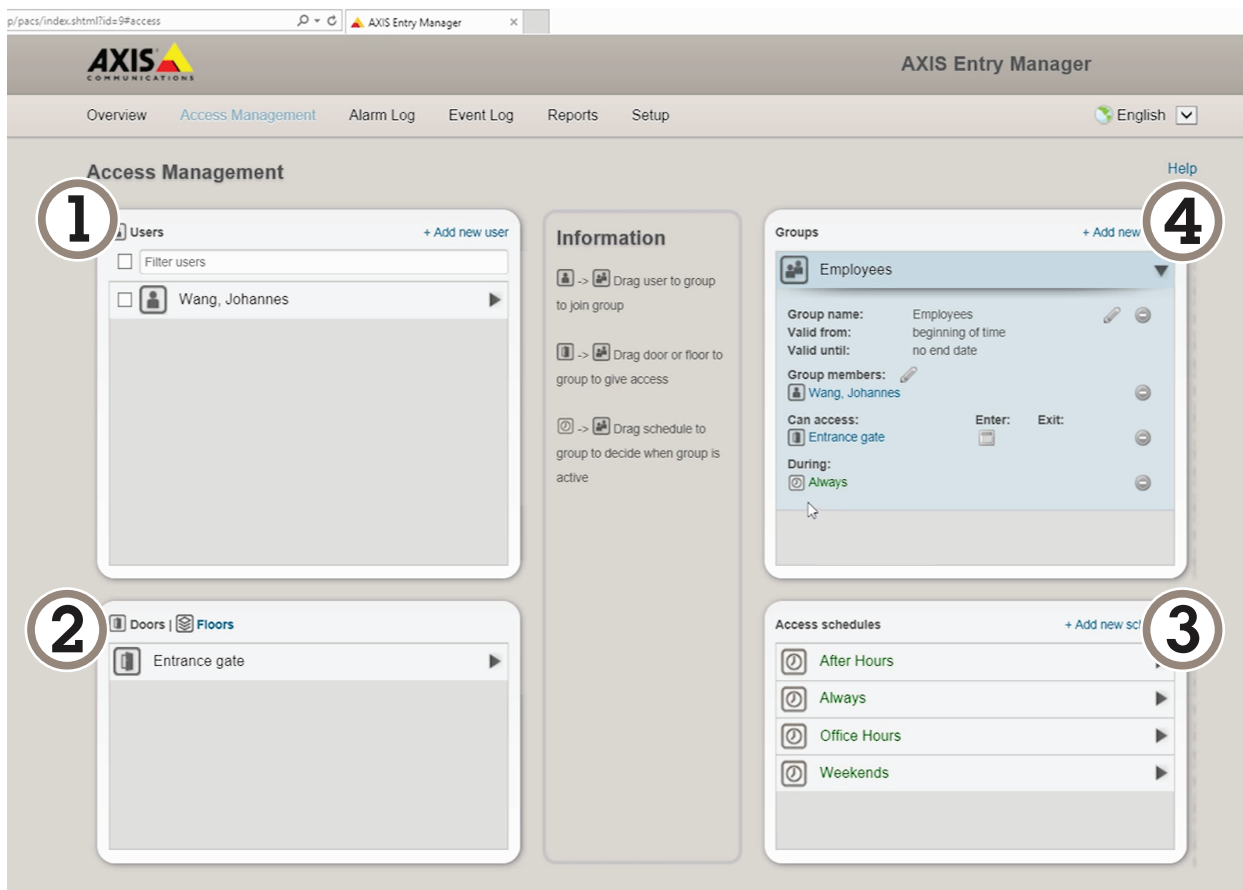 p/pacs/index.shtml?id=9#access
AXIS Entry Manager
AXIS
COMMUNICATIONS
AXIS Entry Manager
Overview Access Management Alarm Log Event Log Reports Setup
English
Access Management
Help
1
Users
+ Add new user
Filter users
Wang, Johannes
Information
-> Drag user to group
to join group
-> Drag door or floor to
group to give access
-> Drag schedule to
group to decide when group is
active
4
Groups
+ Add new
Employees
Group name: Employees
Valid from: beginning of time
Valid until: no end date
Group members:
Wang, Johannes
Can access: Enter: Exit:
Entrance gate
During:
Always
2
Doors | Floors
Entrance gate
3
Access schedules
+ Add new sc
After Hours
Always
Office Hours
Weekends